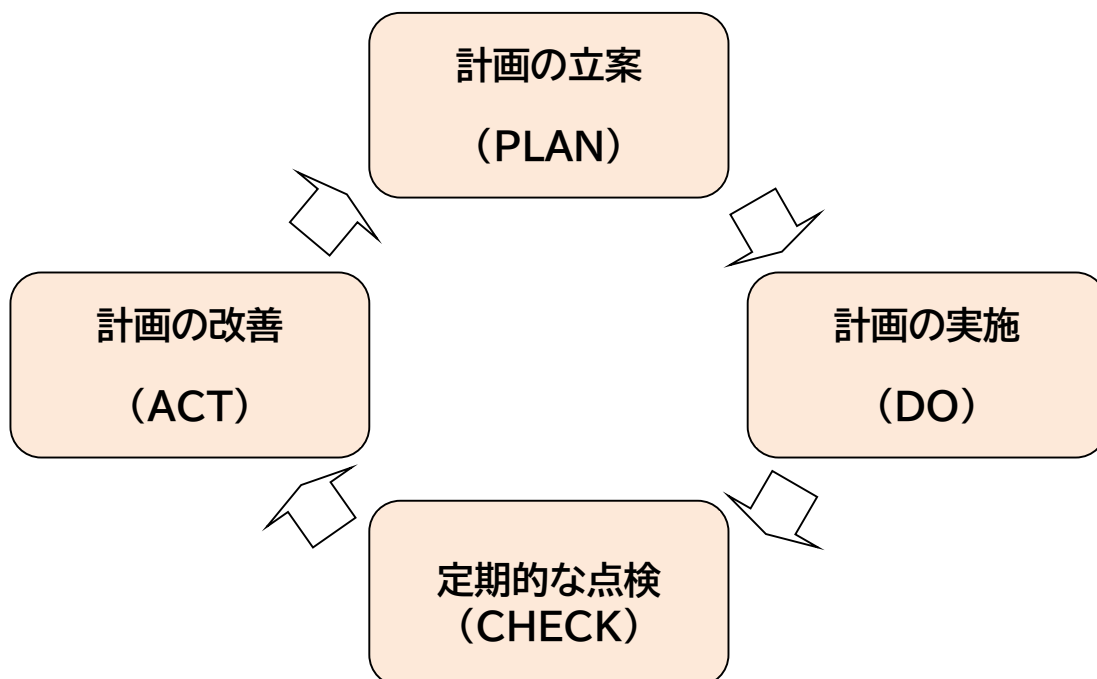 計画の立案
（PLAN）
計画の改善
（ACT）
計画の実施
（DO）
定期的な点検
（CHECK）